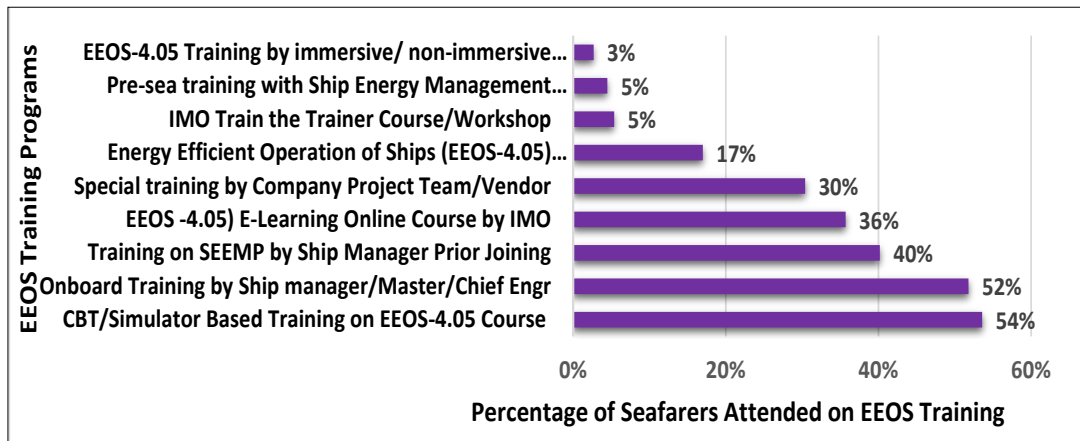 EEOS Training Programs
EEOS-4.05 Training by immersive/ non-immersive... 3%
Pre-sea training with Ship Energy Management... 5%
IMO Train the Trainer Course/Workshop 5%
Energy Efficient Operation of Ships (EEOS-4.05)... 17%
Special training by Company Project Team/Vendor 30%
EEOS -4.05) E-Learning Online Course by IMO 36%
Training on SEEMP by Ship Manager Prior Joining 40%
Onboard Training by Ship manager/Master/Chief Engr 52%
CBT/Simulator Based Training on EEOS-4.05 Course 54%
0% 20% 40% 60%
Percentage of Seafarers Attended on EEOS Training